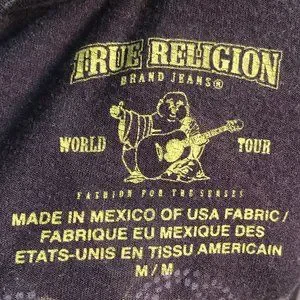 TRUE RELIGION
BRAND JEANS®
WORLD TOUR
FASHION FOR THE SENSES
MADE IN MEXICO OF USA FABRIC/
FABRIQUE EU MEXIQUE DES
ETATS-UNIS EN TISSU AMERICAIN
M/M